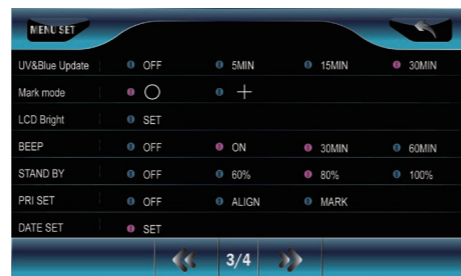 MENU SET
UV&Blue Update OFF 5MIN 15MIN 30MIN
Mark mode
LCD Bright SET
BEEP OFF ON 30MIN 60MIN
STAND BY OFF 60% 80% 100%
PRI SET OFF ALIGN MARK
DATE SET SET
3/4